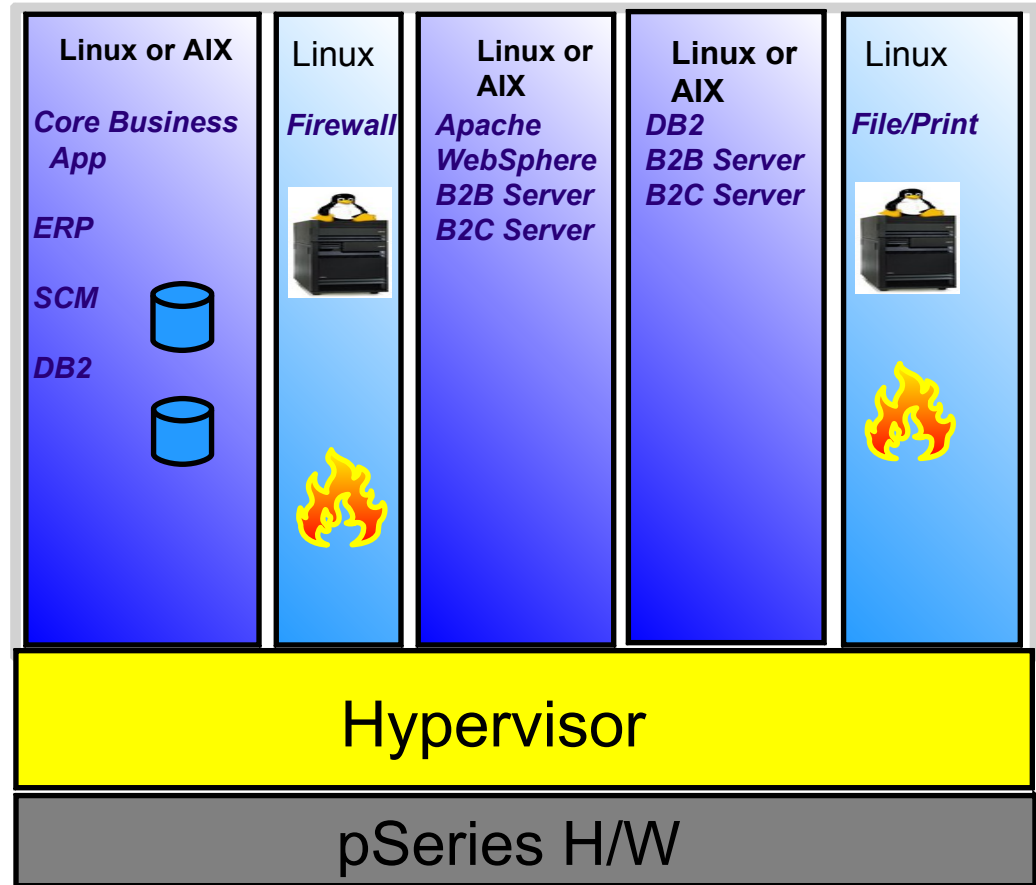 Linux or AIX
Core Business
App
ERP
SCM
DB2
Linux
Firewall
Linux or
AIX
Apache
WebSphere
B2B Server
B2C Server
Linux or
AIX
DB2
B2B Server
B2C Server
Linux
File/Print
Hypervisor
pSeries H/W